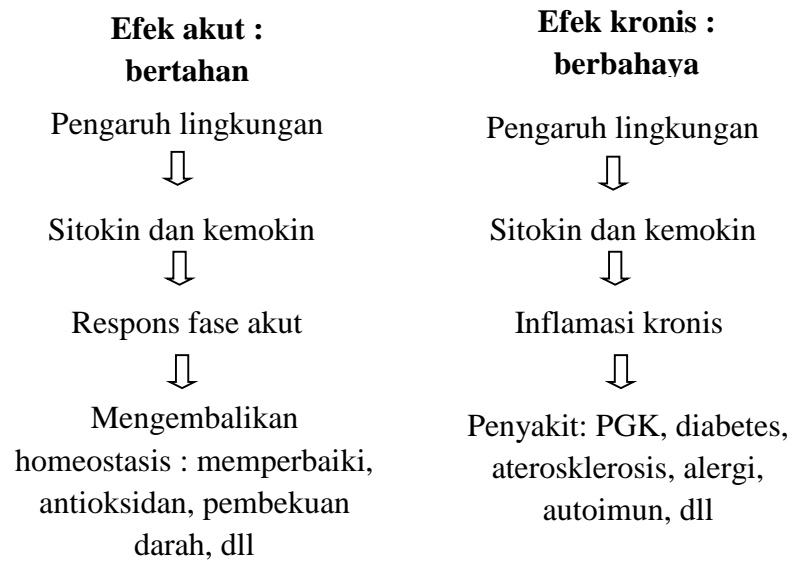 Efek akut :
bertahan
Pengaruh lingkungan
Sitokin dan kemokin
Respons fase akut
Mengembalikan
homeostasis : memperbaiki,
antioksidan, pembekuan
darah, dll
Efek kronis :
berbahaya
Pengaruh lingkungan
Sitokin dan kemokin
Inflamasi kronis
Penyakit: PGK, diabetes,
aterosklerosis, alergi,
autoimun, dll